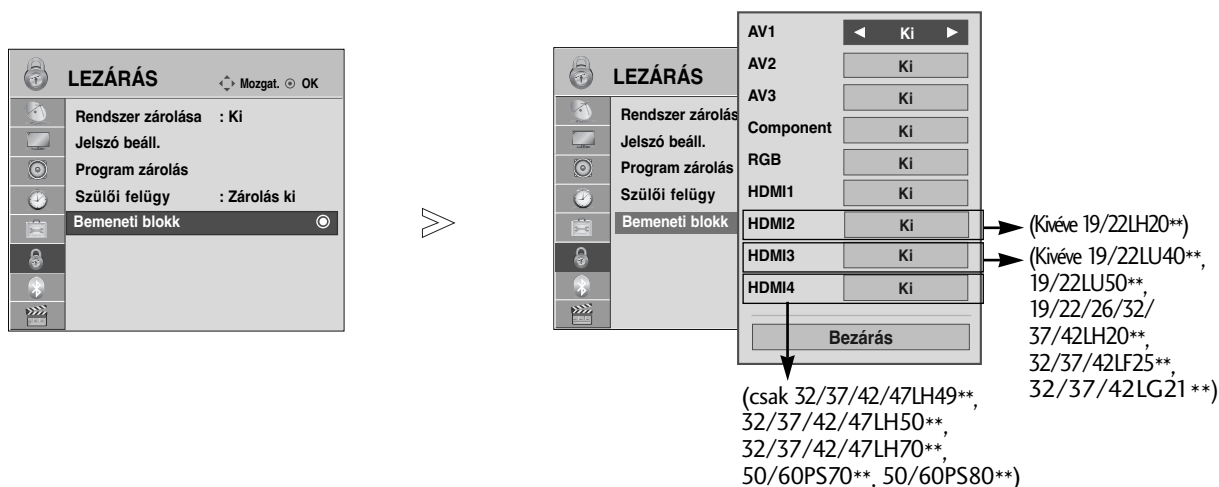 LEZÁRÁS
Mozgat. OK
Rendszer zárolása : Ki
Jelszó beáll.
Program zárolás
Szülői felügy : Zárolás ki
Bemeneti blokk
LEZÁRÁS
Rendszer zárolás
Jelszó beáll.
Program zárolás
Szülői felügy
Bemeneti blokk
AV1 ◄ Ki ►
AV2 Ki
AV3 Ki
Component Ki
RGB Ki
HDMI1 Ki
HDMI2 Ki
HDMI3 Ki
HDMI4 Ki
Bezárás
(Kivéve 19/22LH20**)
(Kivéve 19/22LU40**,
19/22LU50**,
19/22/26/32/
37/42LH20**,
32/37/42LF25**,
32/37/42LG21**)
(csak 32/37/42/47LH49**,
32/37/42/47LH50**,
32/37/42/47LH70**,
50/60PS70**, 50/60PS80**)